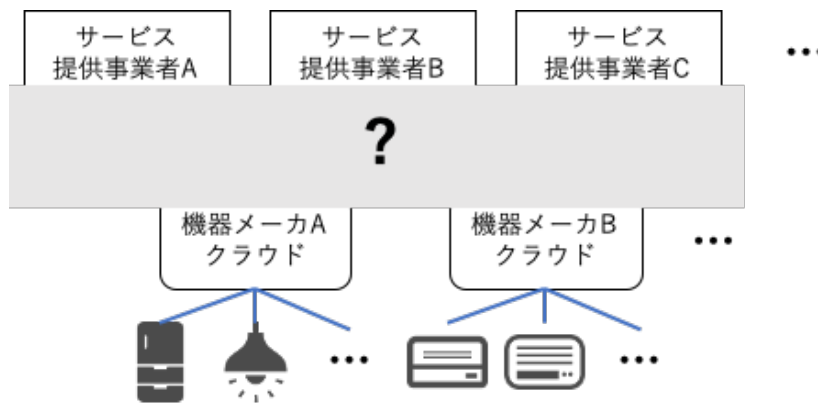 サービス
提供事業者A
サービス
提供事業者B
サービス
提供事業者C
…
?
機器メーカA
クラウド
機器メーカB
クラウド
…
…
…